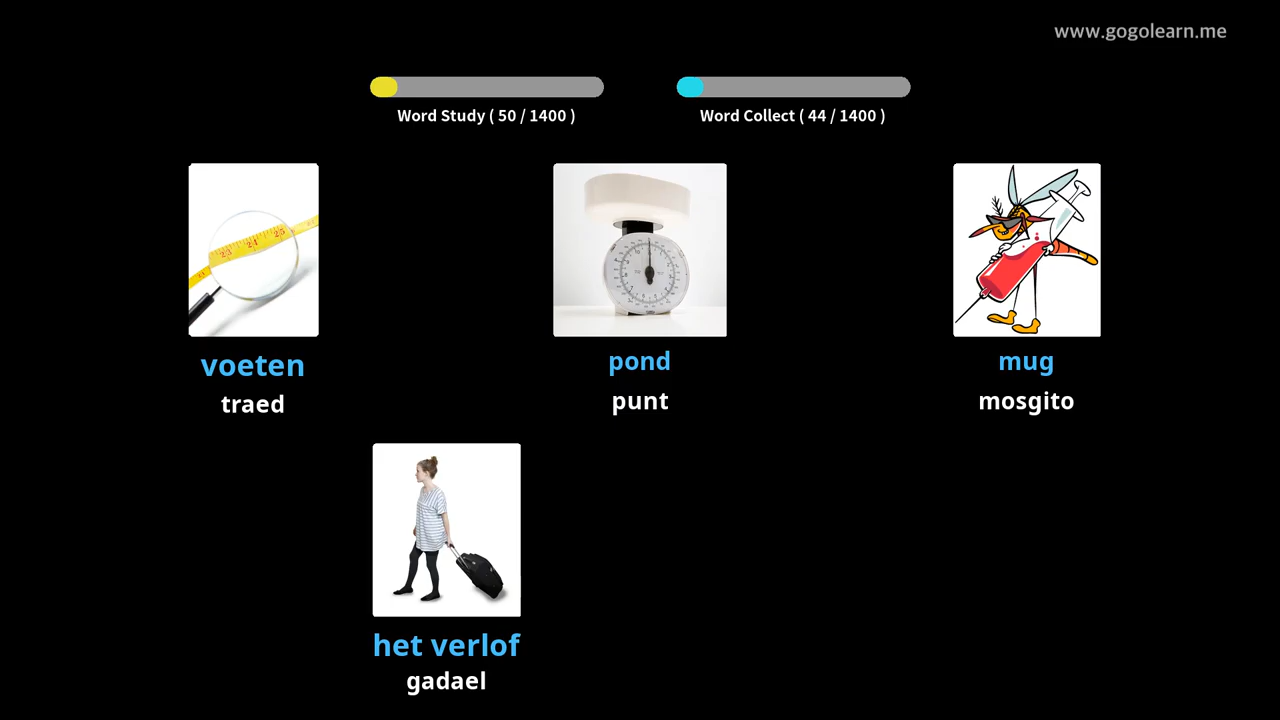 www.gogolearn.me
Word Study ( 50 / 1400 )
Word Collect ( 44 / 1400 )
voeten
traed
pond
punt
mug
mosgito
het verlof
gadael